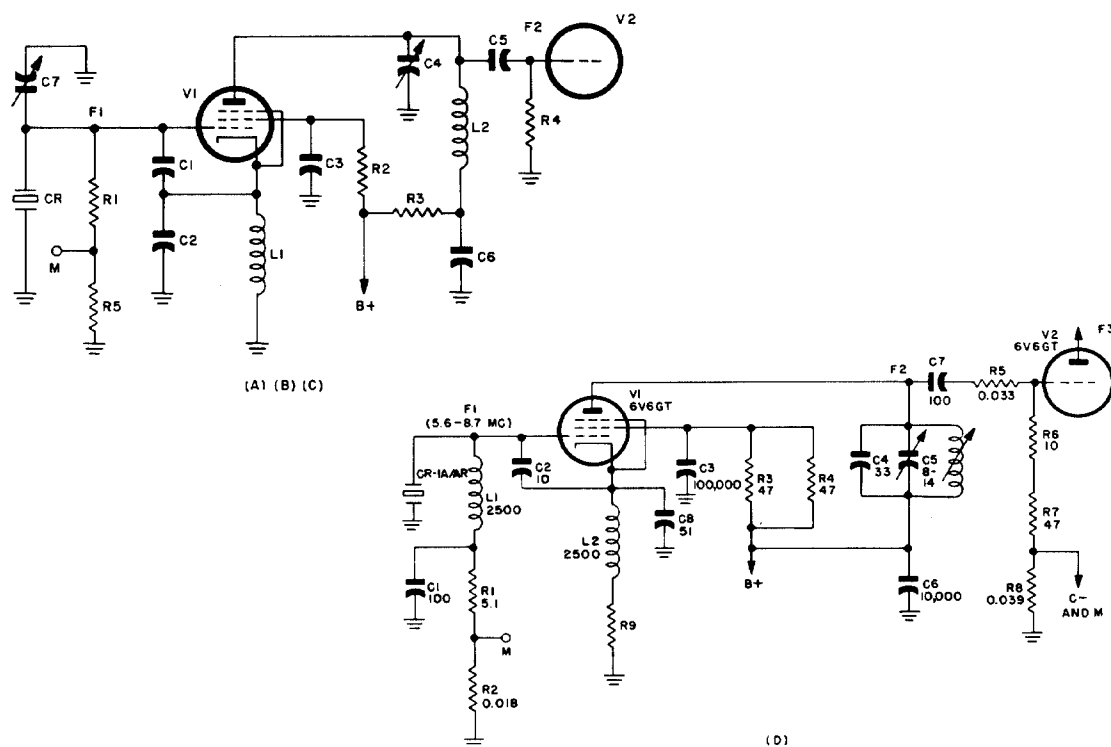 C7
F1
V1
CR
R1
M
R5
C1
C2
L1
C3
R2
B+
R3
C4
L2
C6
C5
F2
V2
R4
(A) (B) (C)
F1
(5.6-8.7 MC)
CR-1A/AR
L1
2500
C1
100
R1
5.1
M
R2
0.018
C2
10
V1
6V6GT
L2
2500
R9
C8
51
C3
100,000
R3
47
R4
47
B+
F2
C4
33
C5
8-
14
C6
10,000
C7
100
R5
0.033
V2
6V6GT
F3
R6
10
R7
47
R8
0.039
C-
AND M
(D)